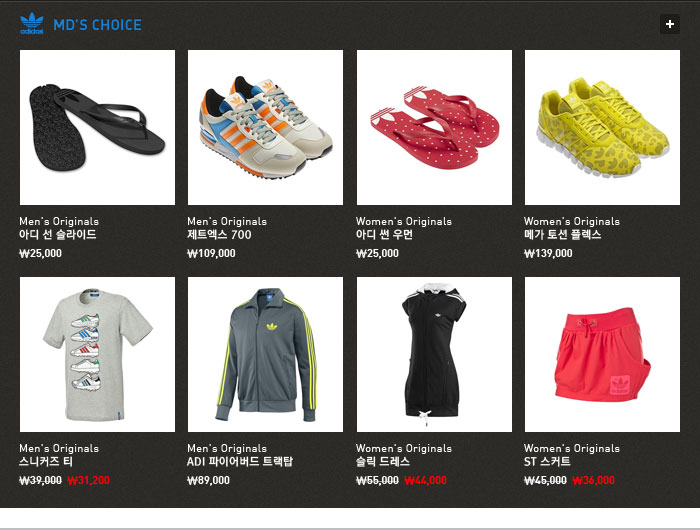 adidas
MD'S CHOICE
+
Men's Originals
아디 선 슬라이드
₩25,000
Men's Originals
제트엑스 700
₩109,000
Women's Originals
아디 썬 우먼
₩25,000
Women's Originals
메가 토션 플렉스
₩139,000
Men's Originals
스니커즈 티
₩39,000 ₩31,200
Men's Originals
ADI 파이어버드 트랙탑
₩89,000
Women's Originals
슬릭 드레스
₩55,000 ₩44,000
Women's Originals
ST 스커트
₩45,000 ₩36,000